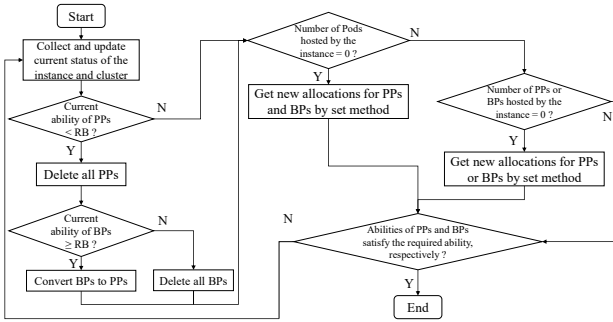 Start
Collect and update
current status of the
instance and cluster
Current
ability of PPs
< RB ?
N
Y
Delete all PPs
Current
ability of BPs
≥ RB ?
N
Y
Convert BPs to PPs
Delete all BPs
Number of Pods
hosted by the
instance = 0 ?
N
Y
Get new allocations for PPs
and BPs by set method
Number of PPs or
BPs hosted by the
instance = 0 ?
N
Y
Get new allocations for PPs
or BPs by set method
Abilities of PPs and BPs
satisfy the required ability,
respectively ?
N
Y
End